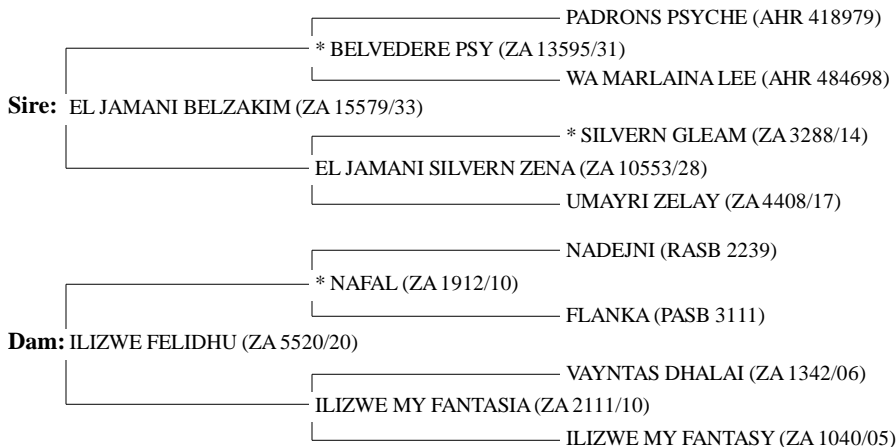 PADRONS PSYCHE (AHR 418979)
* BELVEDERE PSY (ZA 13595/31)
WA MARLAINA LEE (AHR 484698)
Sire: EL JAMANI BELZAKIM (ZA 15579/33)
* SILVERN GLEAM (ZA 3288/14)
EL JAMANI SILVERN ZENA (ZA 10553/28)
UMAYRI ZELAY (ZA 4408/17)
NADEJNI (RASB 2239)
* NAFAL (ZA 1912/10)
FLANKA (PASB 3111)
Dam: ILIZWE FELIDHU (ZA 5520/20)
VAYNTAS DHALAI (ZA 1342/06)
ILIZWE MY FANTASIA (ZA 2111/10)
ILIZWE MY FANTASY (ZA 1040/05)